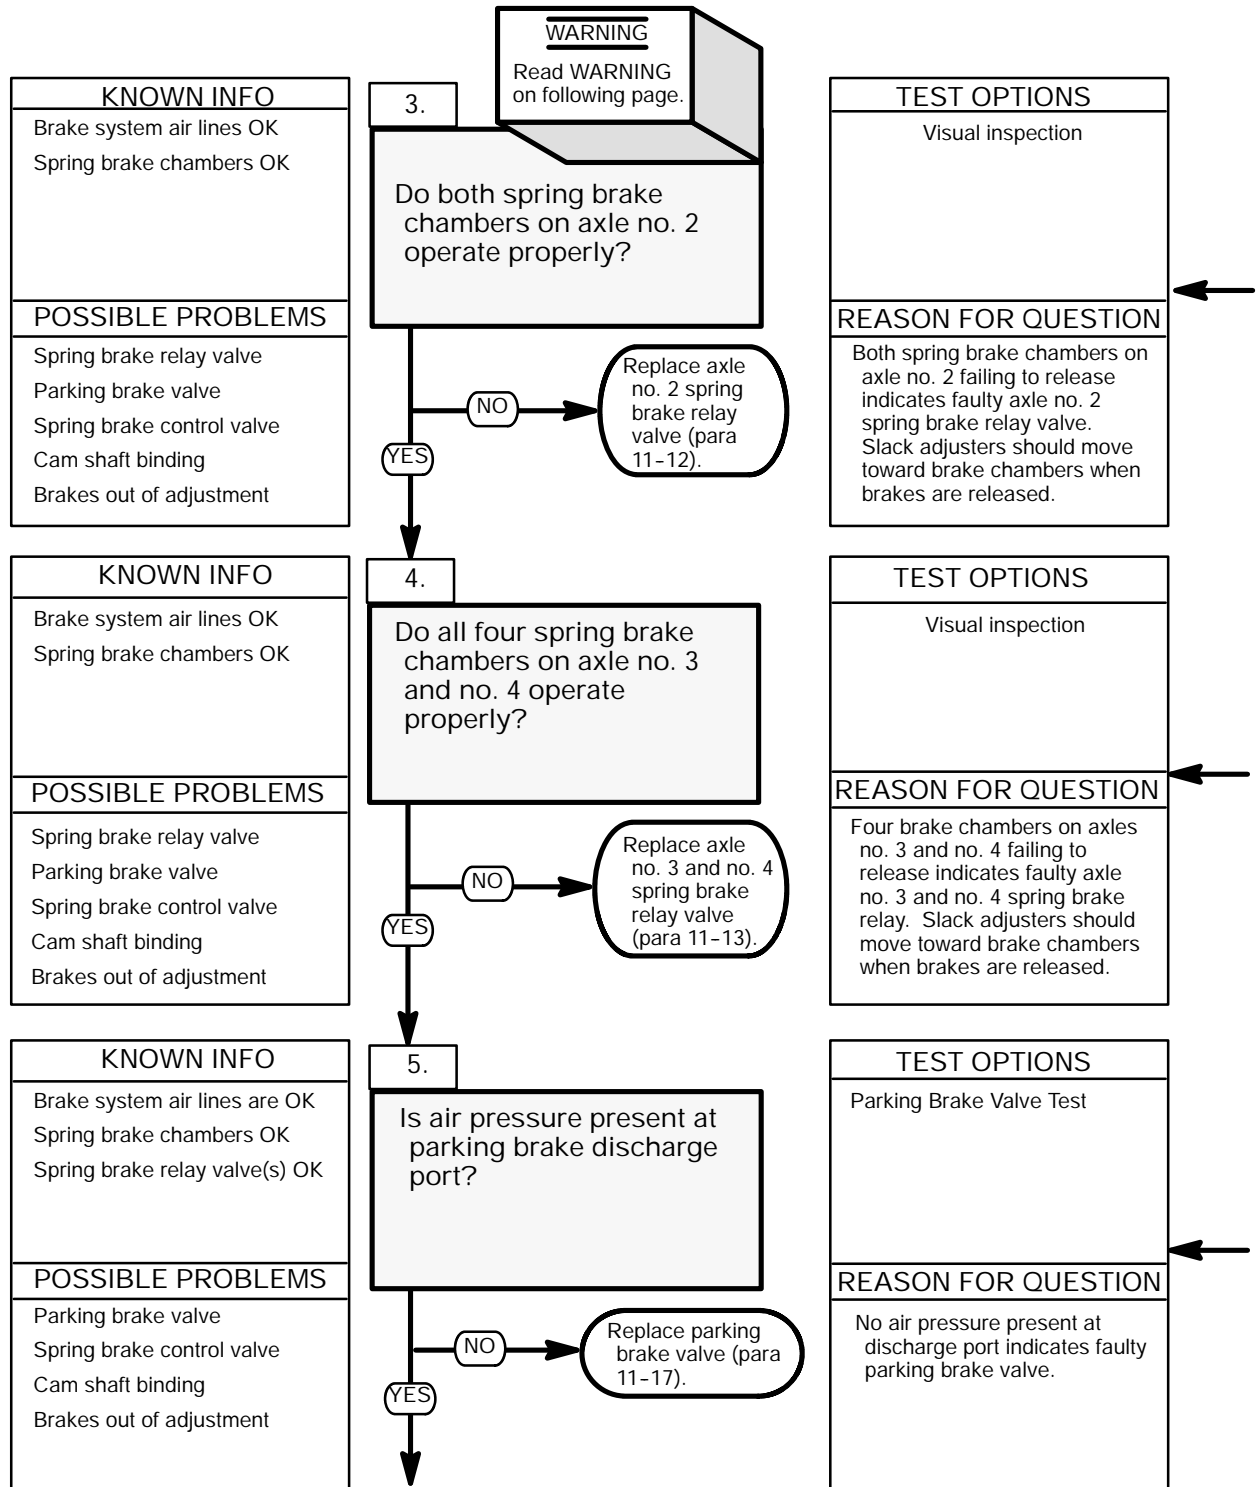 WARNING
Read WARNING
on following page.
KNOWN INFO
Brake system air lines OK
Spring brake chambers OK
POSSIBLE PROBLEMS
Spring brake relay valve
Parking brake valve
Spring brake control valve
Cam shaft binding
Brakes out of adjustment
3.
Do both spring brake
chambers on axle no. 2
operate properly?
NO
Replace axle
no. 2 spring
brake relay
valve (para
11-12).
YES
TEST OPTIONS
Visual inspection
REASON FOR QUESTION
Both spring brake chambers on
axle no. 2 failing to release
indicates faulty axle no. 2
spring brake relay valve.
Slack adjusters should move
toward brake chambers when
brakes are released.
KNOWN INFO
Brake system air lines OK
Spring brake chambers OK
POSSIBLE PROBLEMS
Spring brake relay valve
Parking brake valve
Spring brake control valve
Cam shaft binding
Brakes out of adjustment
4.
Do all four spring brake
chambers on axle no. 3
and no. 4 operate
properly?
NO
Replace axle
no. 3 and no. 4
spring brake
relay valve
(para 11-13).
YES
TEST OPTIONS
Visual inspection
REASON FOR QUESTION
Four brake chambers on axles
no. 3 and no. 4 failing to
release indicates faulty axle
no. 3 and no. 4 spring brake
relay. Slack adjusters should
move toward brake chambers
when brakes are released.
KNOWN INFO
Brake system air lines are OK
Spring brake chambers OK
Spring brake relay valve(s) OK
POSSIBLE PROBLEMS
Parking brake valve
Spring brake control valve
Cam shaft binding
Brakes out of adjustment
5.
Is air pressure present at
parking brake discharge
port?
NO
Replace parking
brake valve (para
11-17).
YES
TEST OPTIONS
Parking Brake Valve Test
REASON FOR QUESTION
No air pressure present at
discharge port indicates faulty
parking brake valve.